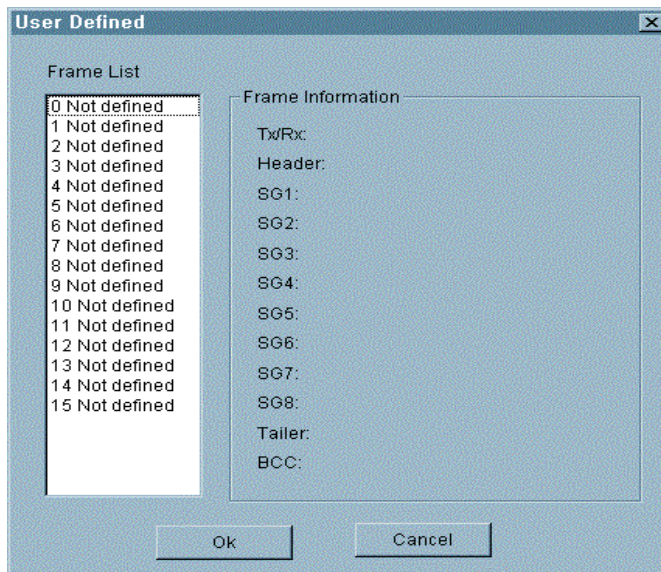 User Defined
Frame List
0 Not defined
1 Not defined
2 Not defined
3 Not defined
4 Not defined
5 Not defined
6 Not defined
7 Not defined
8 Not defined
9 Not defined
10 Not defined
11 Not defined
12 Not defined
13 Not defined
14 Not defined
15 Not defined
Frame Information
Tx/Rx:
Header:
SG1:
SG2:
SG3:
SG4:
SG5:
SG6:
SG7:
SG8:
Tailer:
BCC:
Ok
Cancel